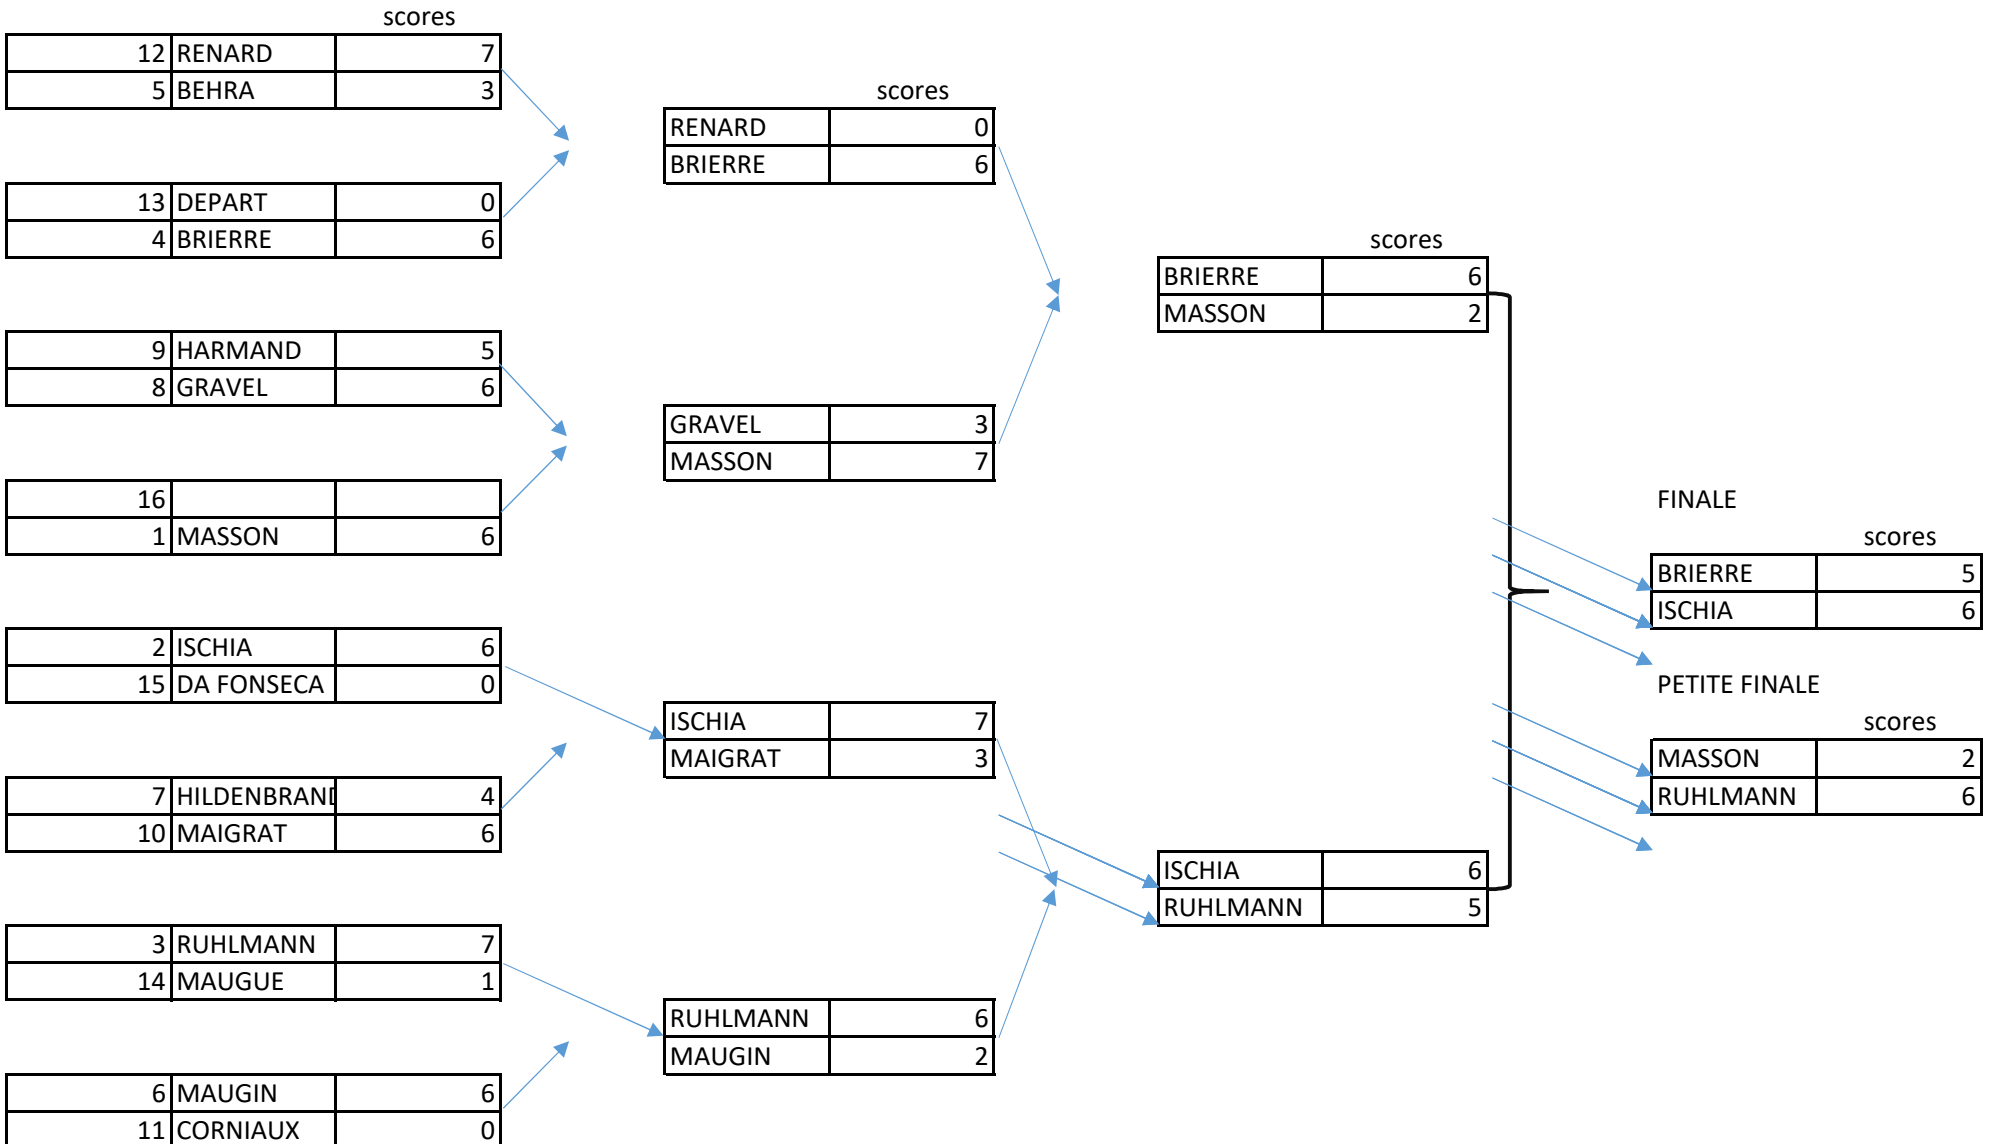 scores
12 RENARD 7
5 BEHRA 3
13 DEPART 0
4 BRIERRE 6
9 HARMAND 5
8 GRAVEL 6
16
1 MASSON 6
2 ISCHIA 6
15 DA FONSECA 0
7 HILDENBRAND 4
10 MAIGRAT 6
3 RUHLMANN 7
14 MAUGUE 1
6 MAUGIN 6
11 CORNIAUX 0
scores
RENARD 0
BRIERRE 6
GRAVEL 3
MASSON 7
ISCHIA 7
MAIGRAT 3
RUHLMANN 6
MAUGIN 2
scores
BRIERRE 6
MASSON 2
ISCHIA 6
RUHLMANN 5
FINALE
scores
BRIERRE 5
ISCHIA 6
PETITE FINALE
scores
MASSON 2
RUHLMANN 6